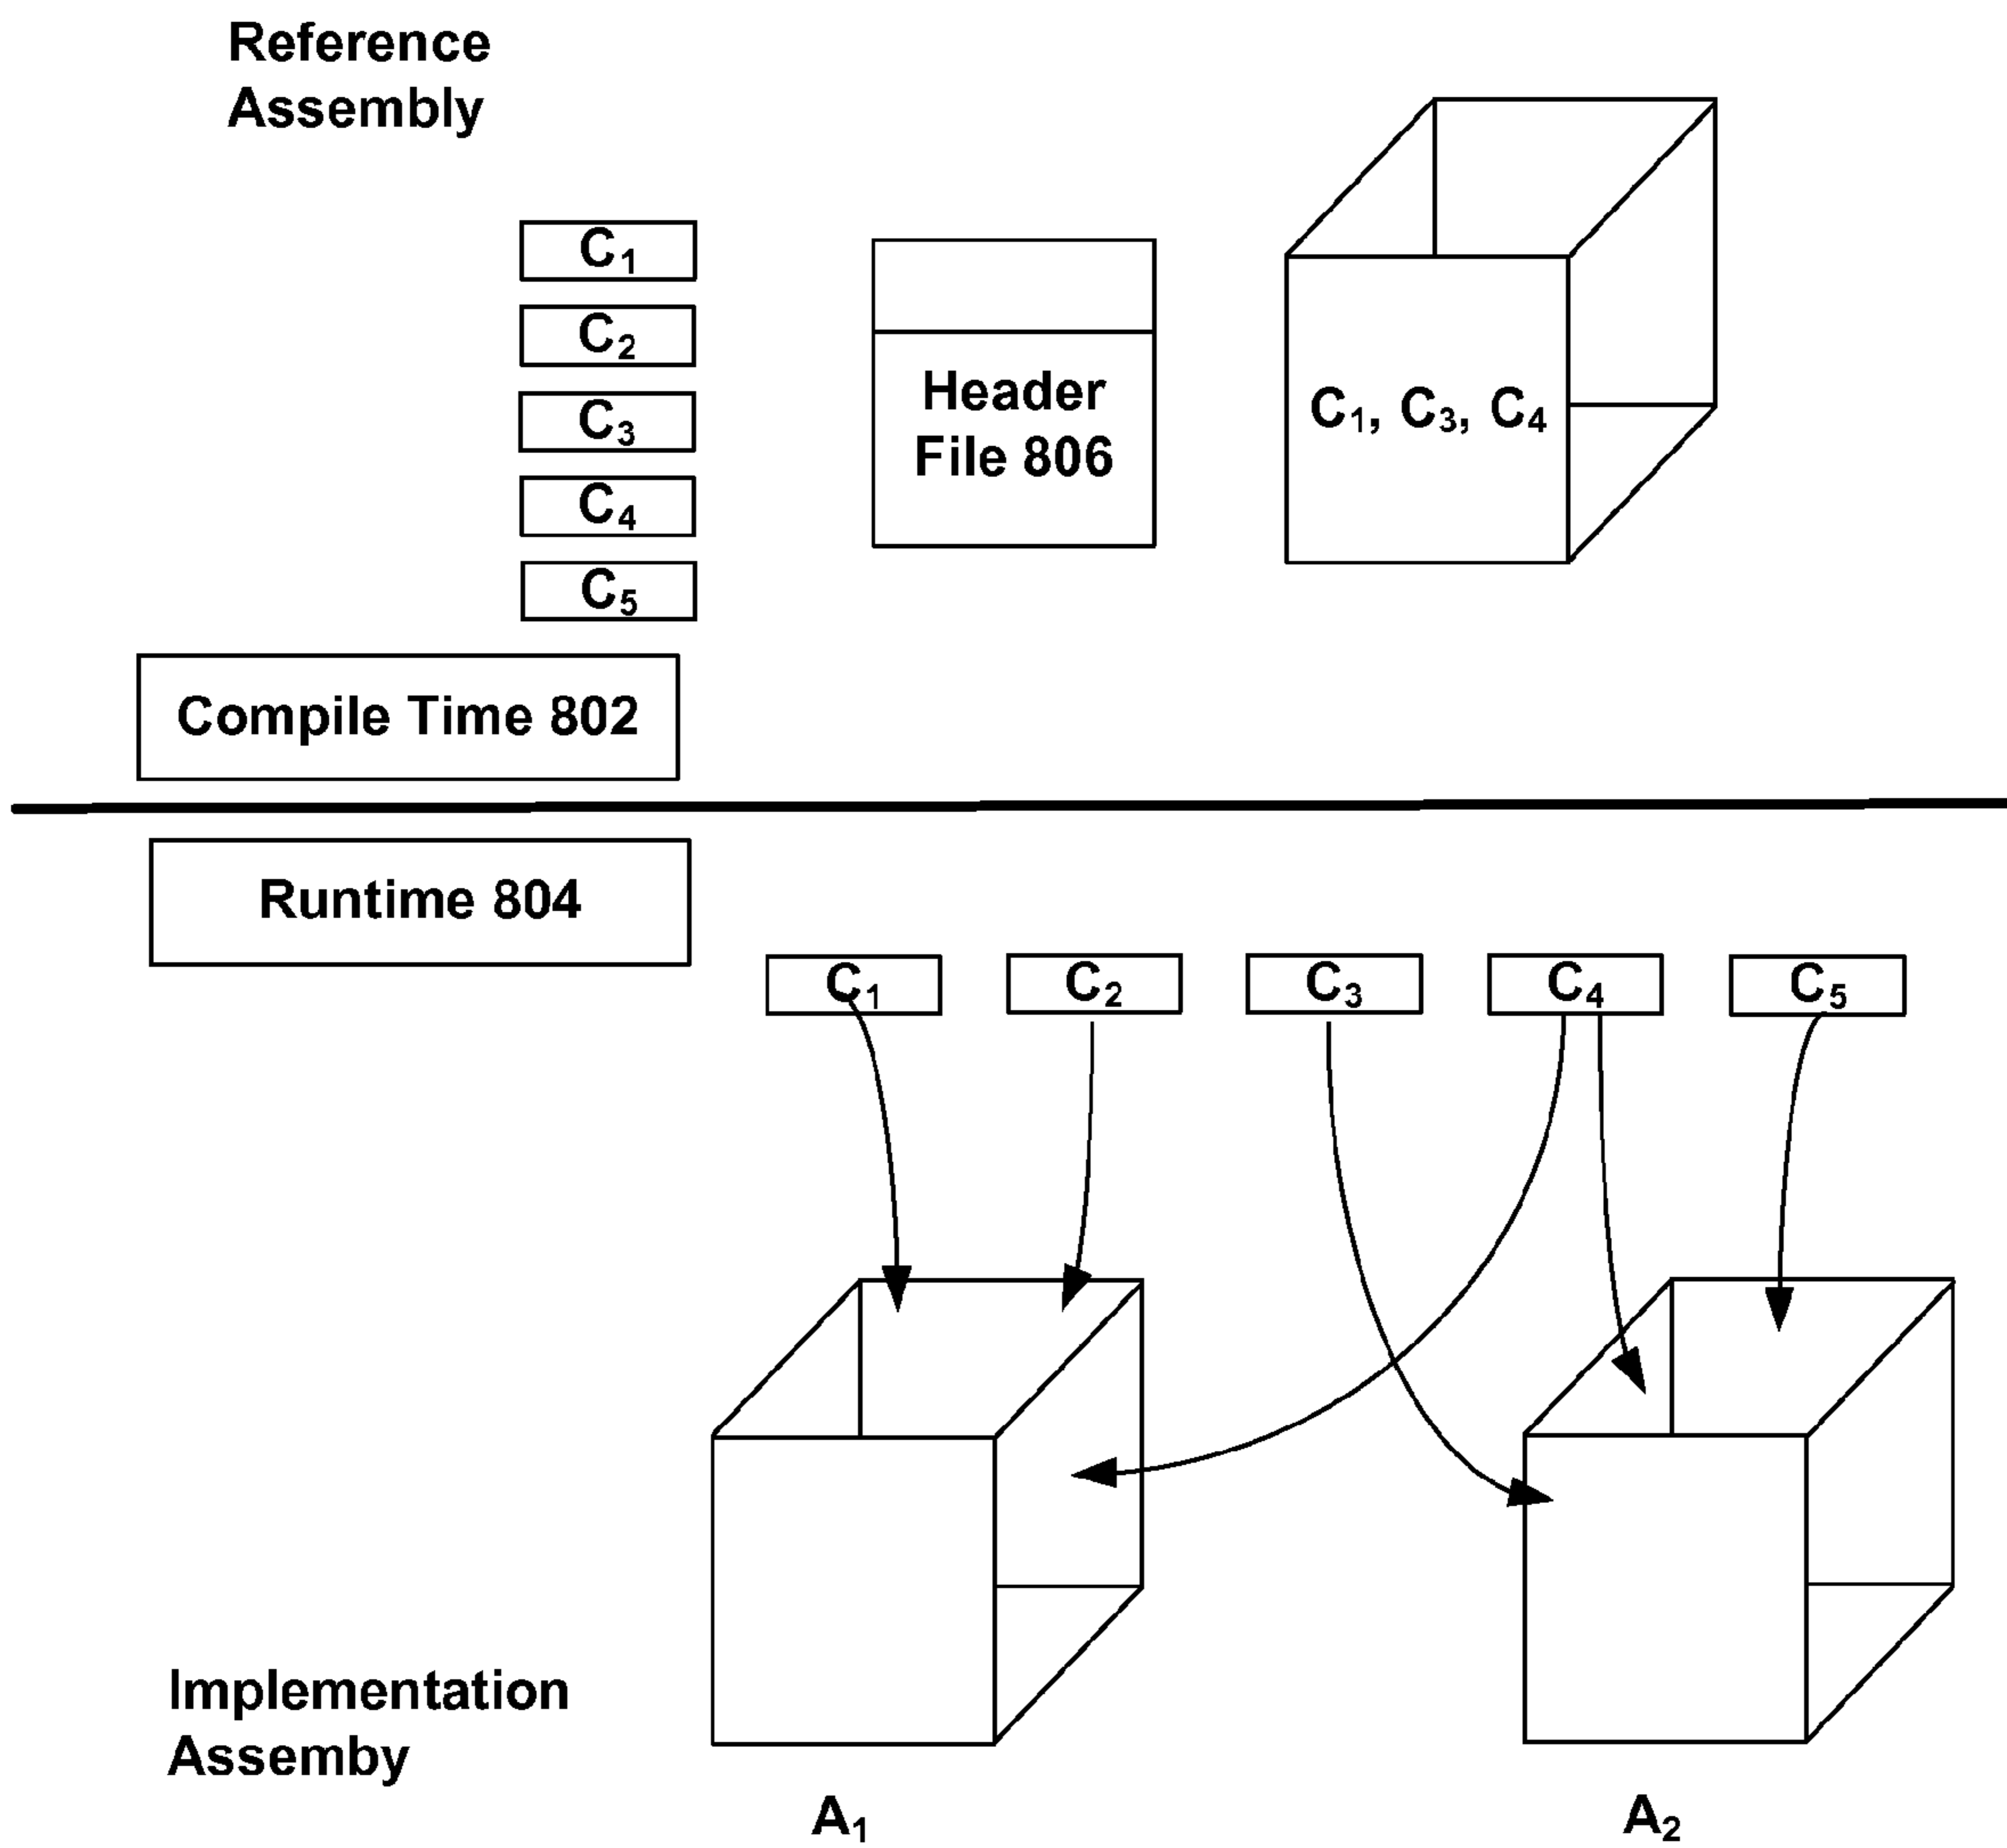 Reference
Assembly
C₁
C₂
C₃
C₄
C₅
Header
File 806
C₁, C₃, C₄
Compile Time 802
Runtime 804
C₁
C₂
C₃
C₄
C₅
Implementation
Assemby
A₁
A₂